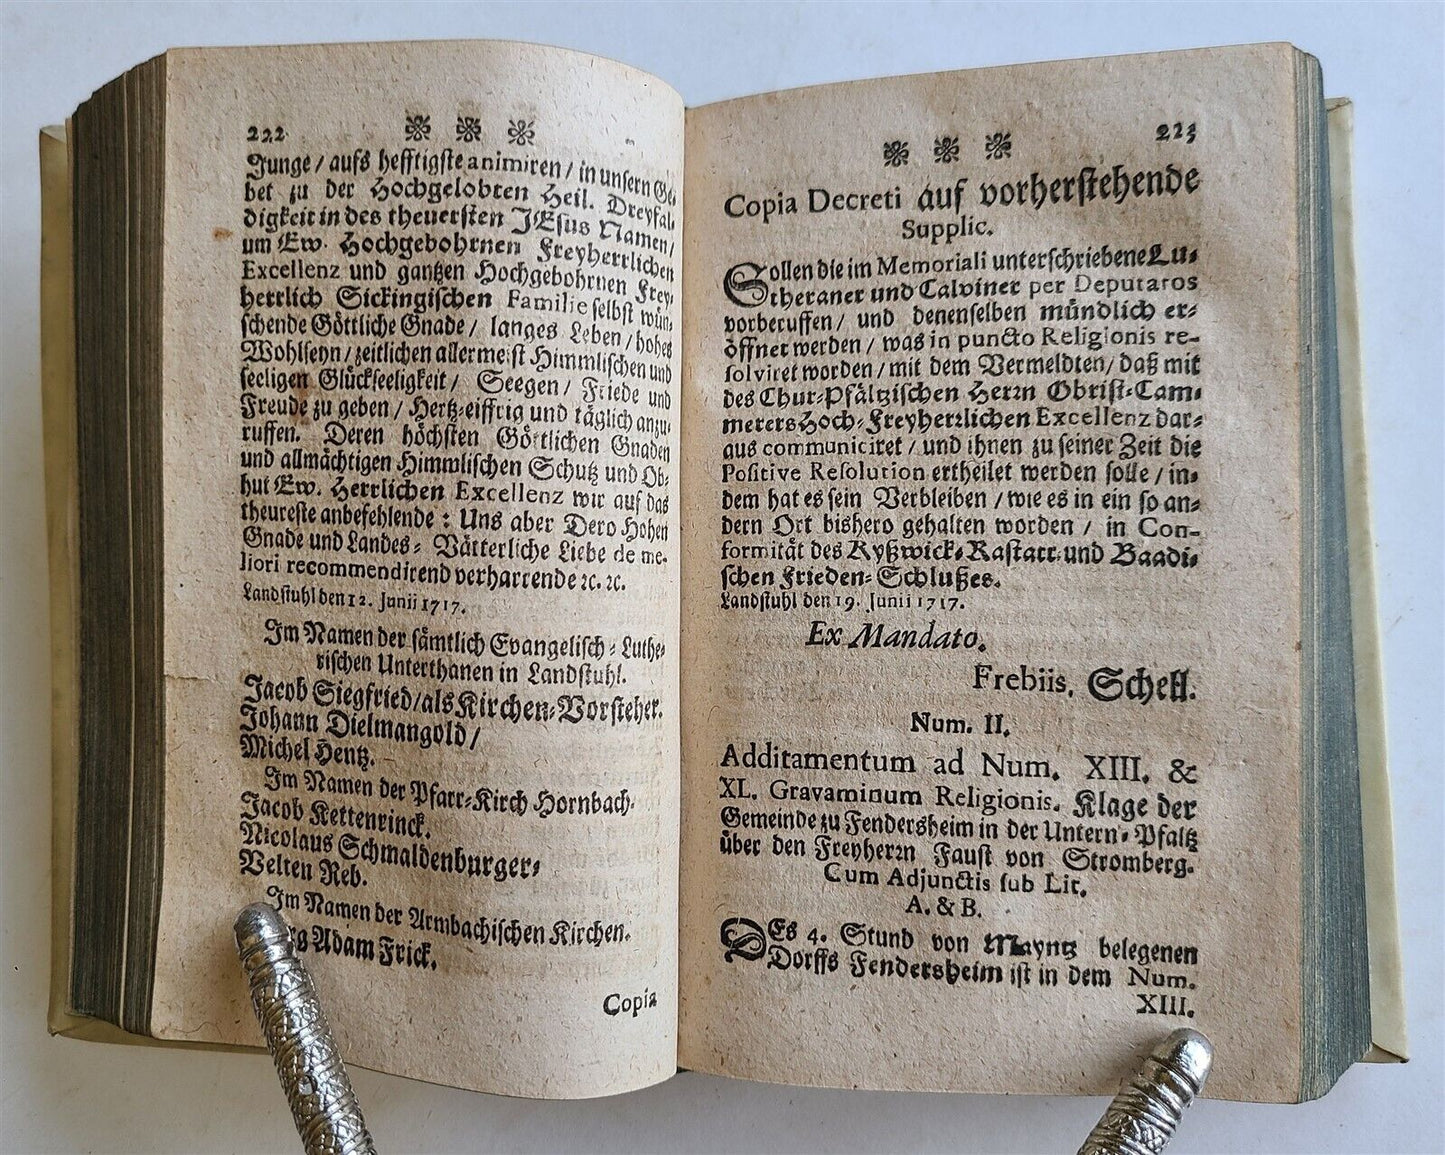 222
Junge / aufs hefftigste animiren / in unsern Ge-
bet zu der Hochgelobten Heil. Dreyfal-
digkeit in des theuersten JEsus Namen /
um Ew. Hochgebohrnen Freyherrlichen
Excellenz und gantzen Hochgebohrnen Frey-
herrlich Sickingischen Familie selbst wün-
schende Göttliche Gnade / langes Leben / hohes
Wohlseyn / zeitlichen allermeist Himmlischen und
seeligen Glückseeligkeit / Seegen / Friede und
Freude zu geben / Hertz-eiffrig und täglich anzu-
ruffen. Deren höchsten Göttlichen Gnaden
und allmächtigen Himmlischen Schutz und Ob-
hut Ew. Herrlichen Excellenz wir auf das
theureste anbefehlende : Uns aber Dero Hohen
Gnade und Landes- Vätterliche Liebe de me-
liori recommendirend verharrende ꝛc. ꝛc.
Landstuhl den 12. Junii 1717.
Im Namen der sämtlich Evangelisch- Luthe-
rischen Unterthanen in Landstuhl.
Jacob Siegfried / als Kirchen-Vorsteher.
Johann Dielmangold /
Michel Hentz.
Im Namen der Pfarr-Kirch Hornbach.
Jacob Kettenrinck.
Nicolaus Schmaldenburger-
Velten Reb.
Im Namen der Armbachischen Kirchen.
Adam Frick.
Copia
223
Copia Decreti auf vorherstehende
Supplic.
Sollen die im Memoriali unterschriebene Lu-
theraner und Calviner per Deputatos
vorberuffen / und denenselben mündlich er-
öffnet werden / was in puncto Religionis re-
solviret worden / mit dem Vermeldten / daß mit
des Chur-Pfältzischen Herrn Obrist-Cam-
merers Hoch-Freyherrlichen Excellenz dar-
aus communiciret / und ihnen zu seiner Zeit die
Positive Resolution ertheilet werden solle / in-
dem hat es sein Verbleiben / wie es in ein so an-
dern Ort bishero gehalten worden / in Con-
formität des Ryßwick- Rastatt- und Baadi-
schen Frieden-Schlußes.
Landstuhl den 19. Junii 1717.
Ex Mandato.
Frebiis. Schell.
Num. II.
Additamentum ad Num. XIII. &
XL. Gravaminum Religionis. Klage der
Gemeinde zu Fendersheim in der Untern-Pfaltz
über den Freyherrn Faust von Stromberg.
Cum Adjunctis sub Lit.
A. & B.
DEs 4. Stund von Mayntz belegenen
Dorffs Fendersheim ist in dem Num.
XIII.